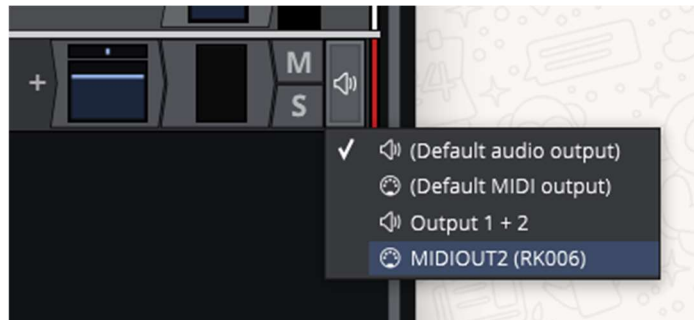 M
S
(Default audio output)
(Default MIDI output)
Output 1 + 2
MIDIOUT2 (RK006)